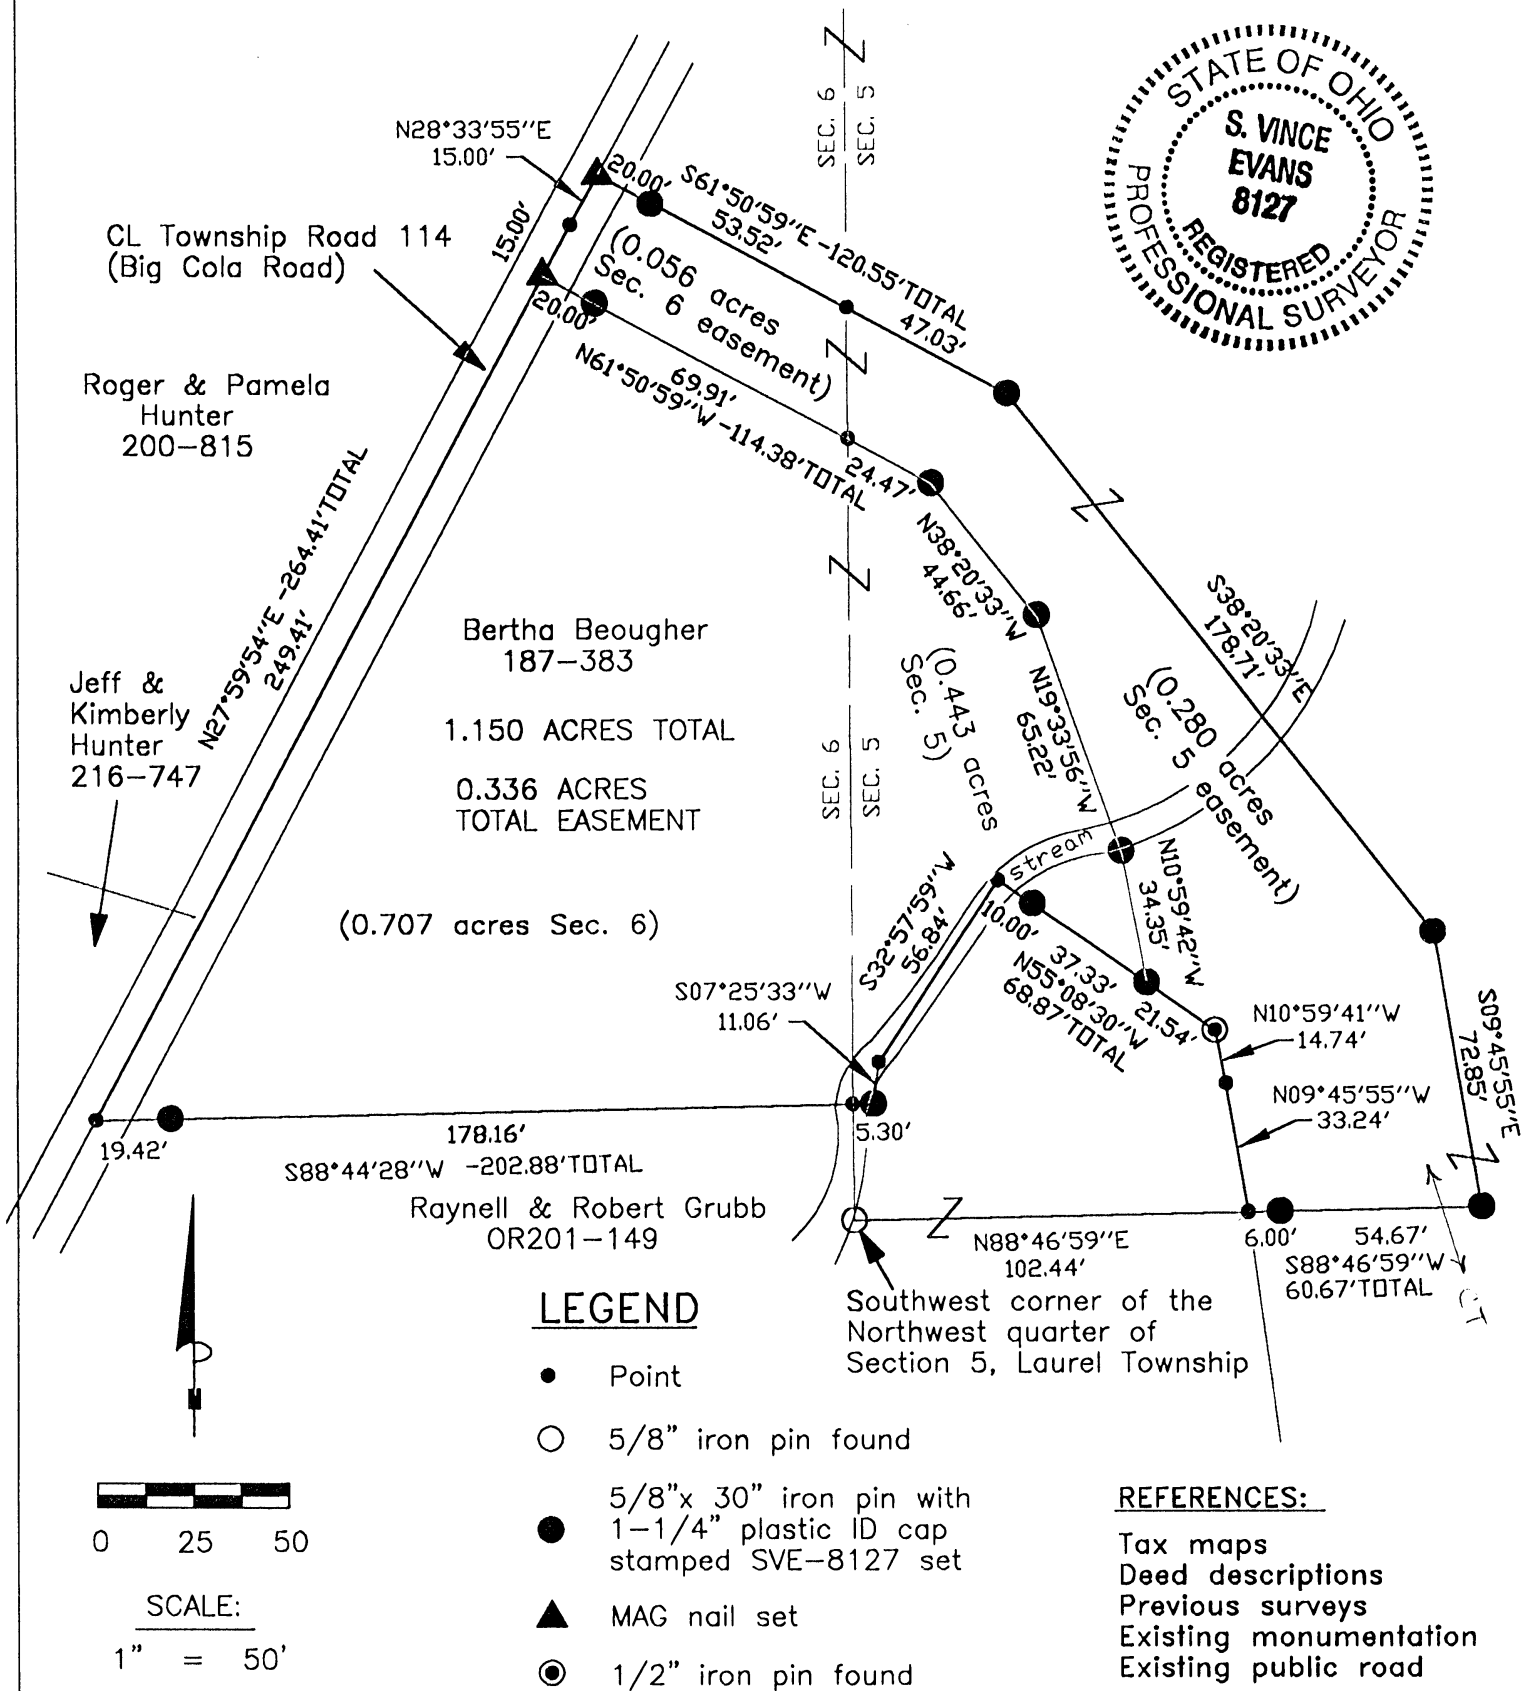 STATE OF OHIO
S. VINCE
EVANS
8127
REGISTERED
PROFESSIONAL SURVEYOR
SEC. 6
SEC. 5
N28°33'55''E
15.00'
20.00'
S61°50'59''E -120.55'TOTAL
53.52'
47.03'
15.00'
CL Township Road 114
(Big Cola Road)
(0.056 acres
Sec. 6 easement)
20.00'
69.91'
N61°50'59''W -114.38'TOTAL
24.47'
Roger & Pamela
Hunter
200-815
N27°59'54''E -264.41'TOTAL
249.41'
N38°20'33''W
44.66'
S38°20'33''E
178.71'
Bertha Beougher
187-383
1.150 ACRES TOTAL
0.336 ACRES
TOTAL EASEMENT
(0.707 acres Sec. 6)
Jeff &
Kimberly
Hunter
216-747
SEC. 6
SEC. 5
(0.443 acres
Sec. 5)
N19°33'56''W
65.22'
(0.280 acres
Sec. 5 easement)
stream
S32°57'59''W
56.84'
10.00'
37.33'
21.54'
N55°08'30''W
68.87'TOTAL
N10°59'42''W
34.35'
S07°25'33''W
11.06'
N10°59'41''W
14.74'
N09°45'55''W
33.24'
S09°45'55''E
72.85'
19.42'
178.16'
5.30'
S88°44'28''W -202.88'TOTAL
Raynell & Robert Grubb
OR201-149
N88°46'59''E
102.44'
6.00'
54.67'
S88°46'59''W
60.67'TOTAL
CT
Southwest corner of the
Northwest quarter of
Section 5, Laurel Township
LEGEND
Point
5/8" iron pin found
5/8"x 30" iron pin with
1-1/4" plastic ID cap
stamped SVE-8127 set
MAG nail set
1/2" iron pin found
0 25 50
SCALE:
1" = 50'
REFERENCES:
Tax maps
Deed descriptions
Previous surveys
Existing monumentation
Existing public road